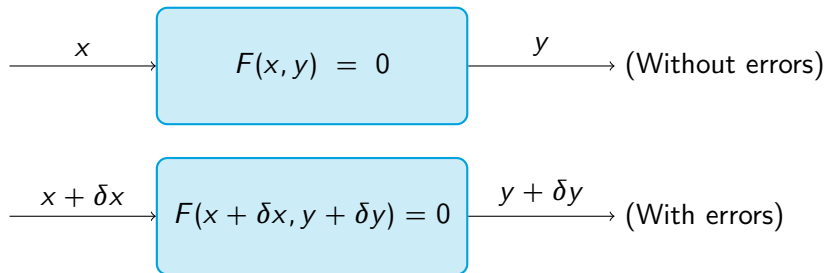 x F(x, y) = 0 y (Without errors)
x + δx F(x + δx, y + δy) = 0 y + δy (With errors)